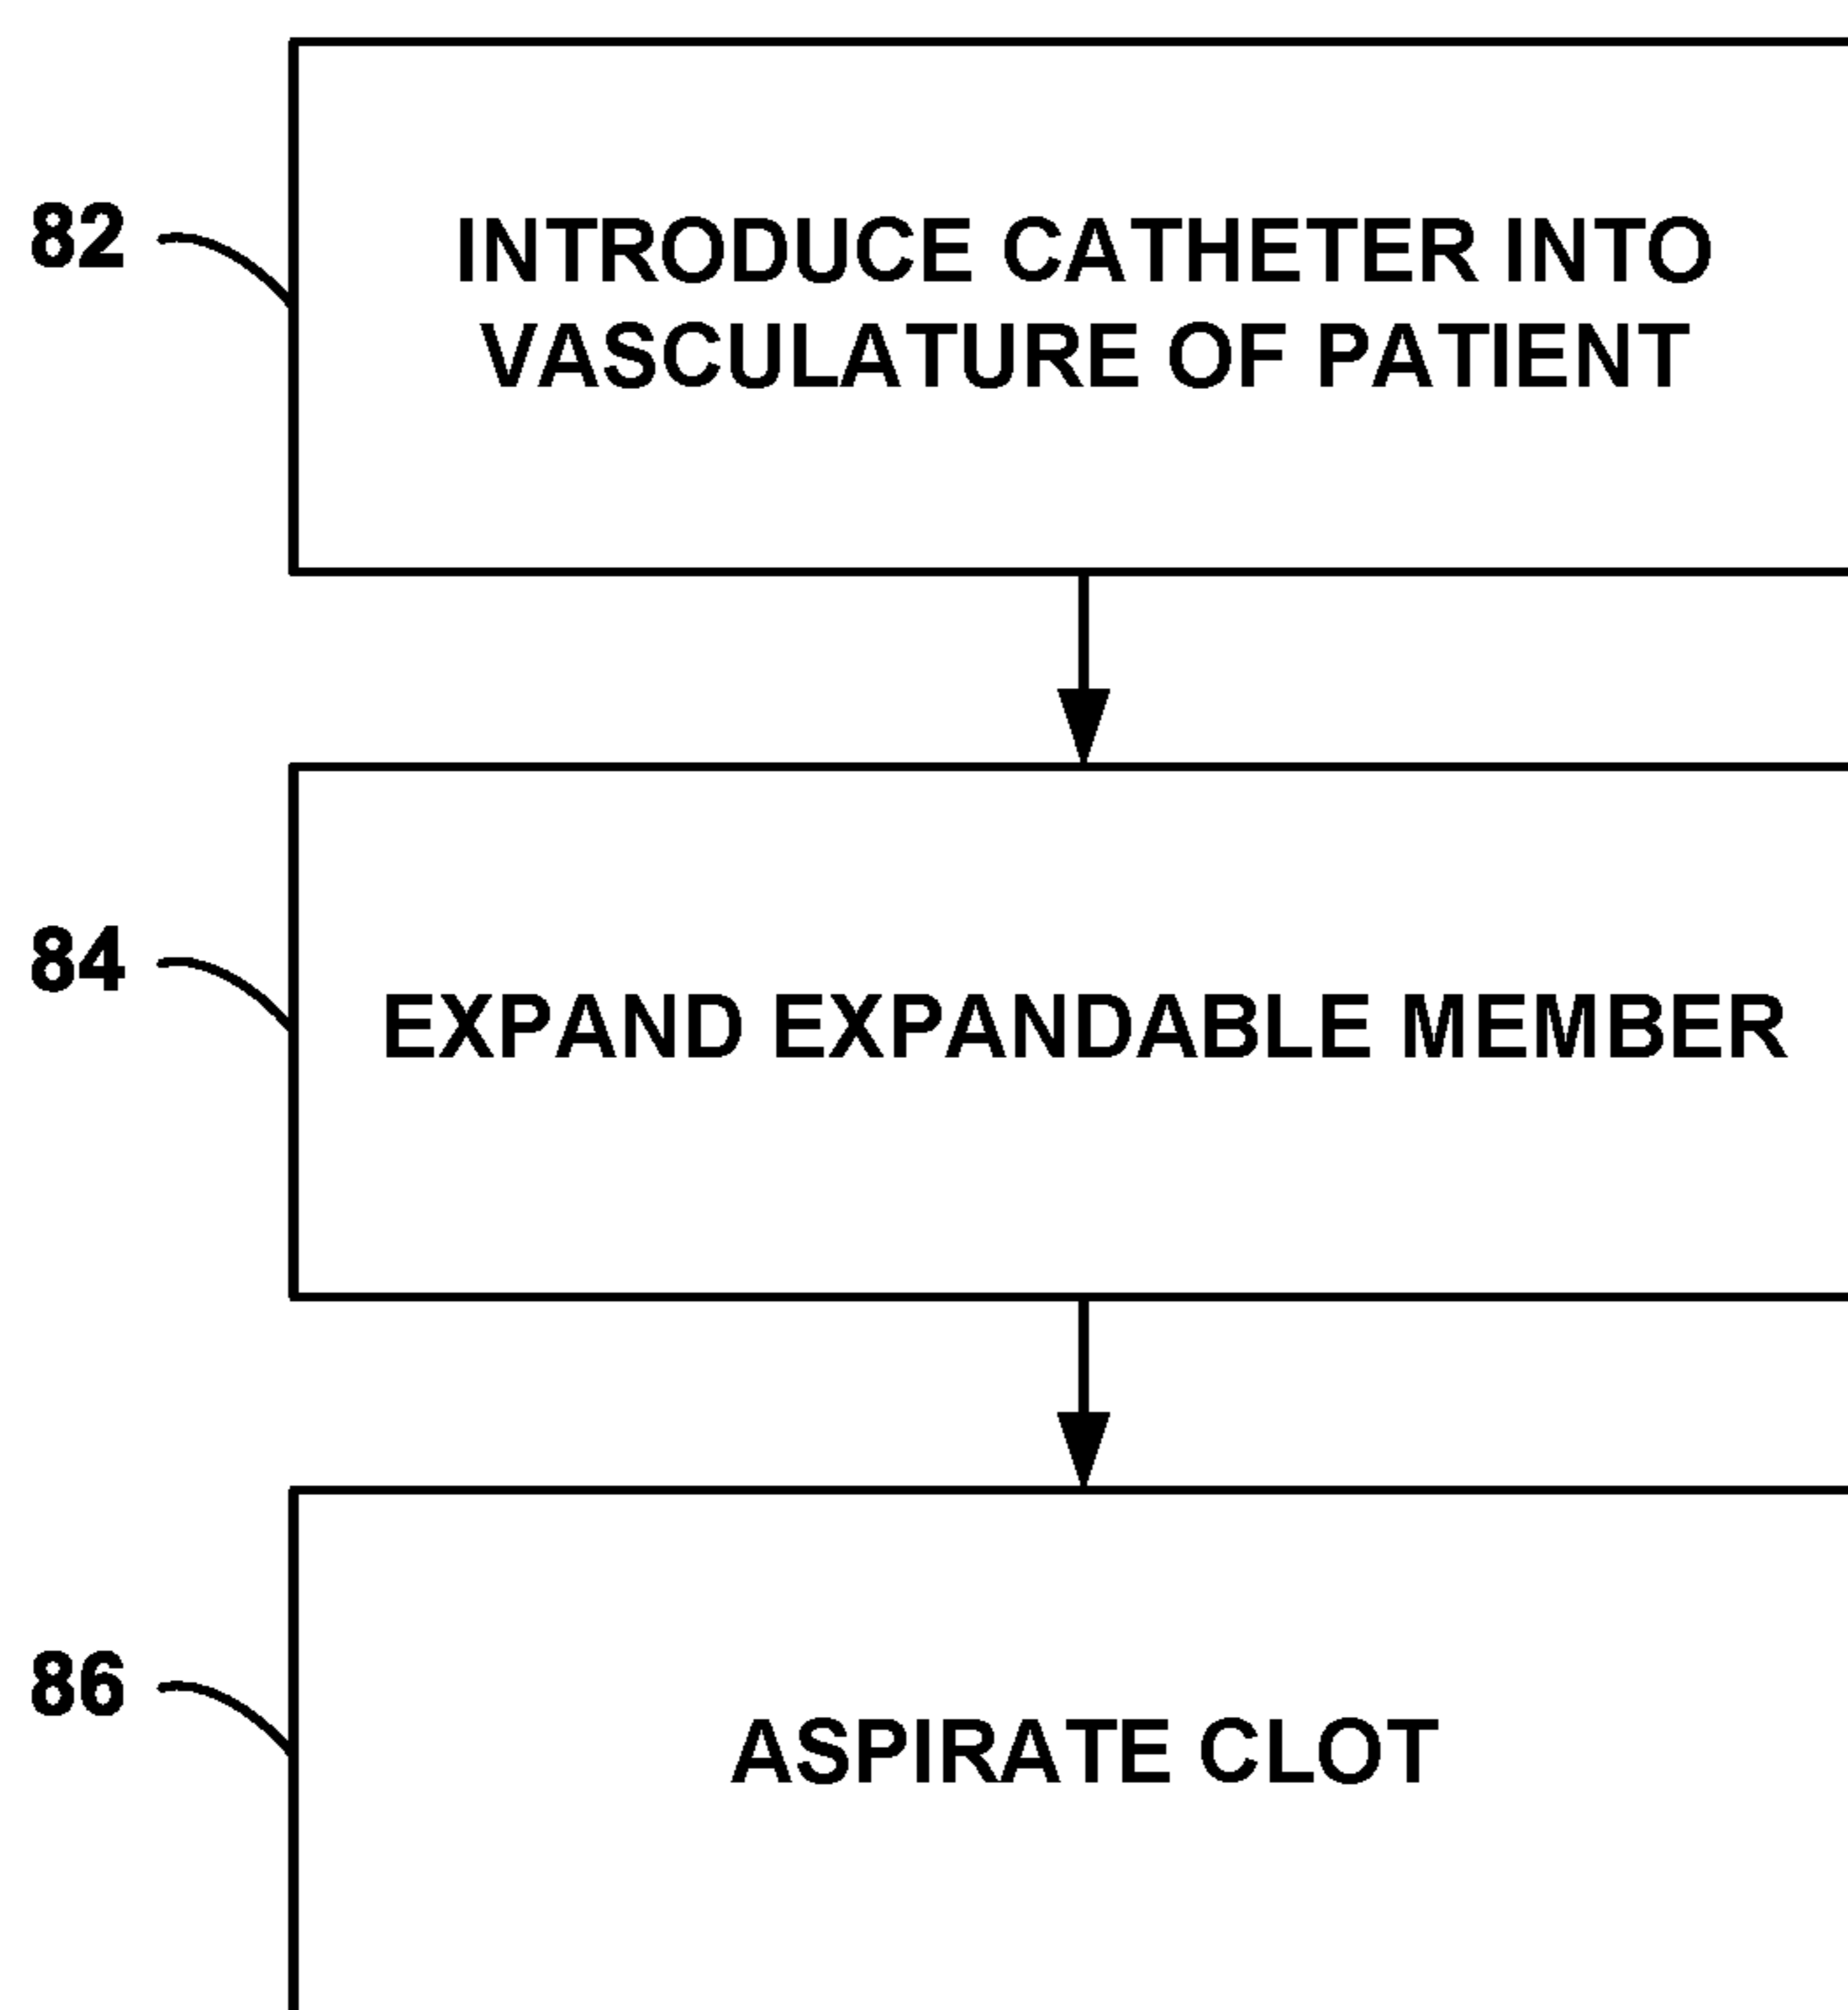 82
INTRODUCE CATHETER INTO
VASCULATURE OF PATIENT
84
EXPAND EXPANDABLE MEMBER
86
ASPIRATE CLOT